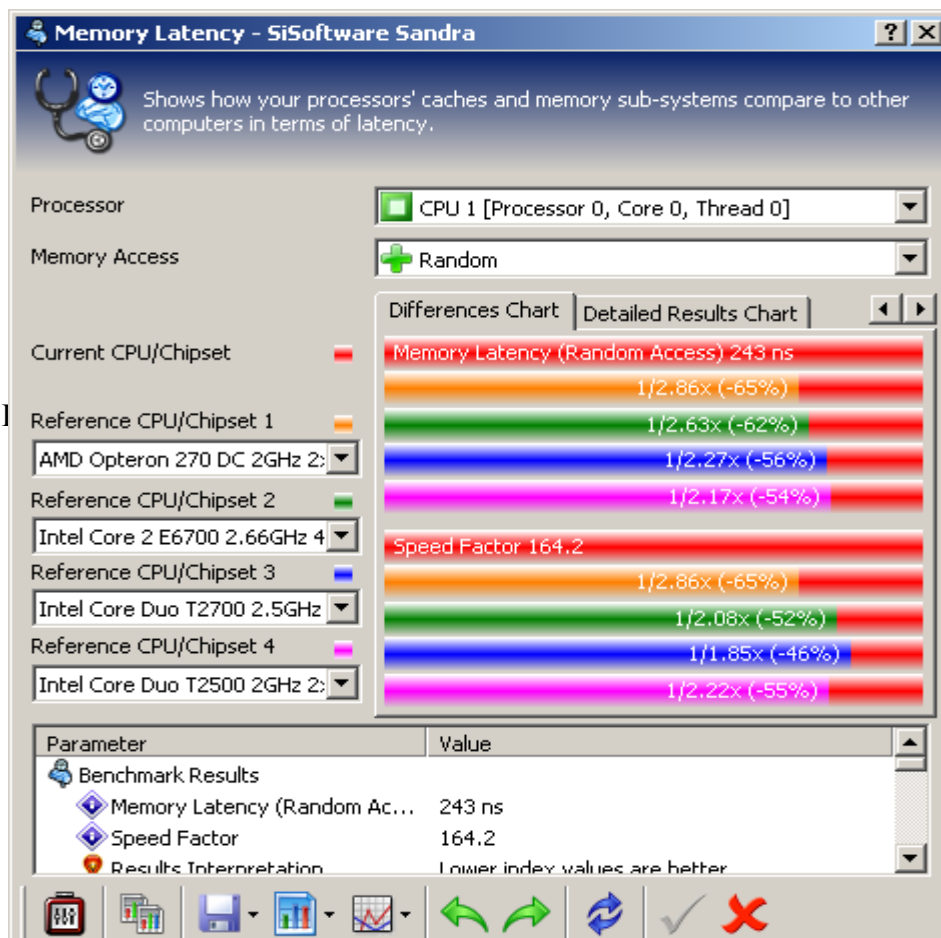 Memory Latency - SiSoftware Sandra
Shows how your processors' caches and memory sub-systems compare to other
computers in terms of latency.
Processor
CPU 1 [Processor 0, Core 0, Thread 0]
Memory Access
Random
Differences Chart
Detailed Results Chart
Current CPU/Chipset
Memory Latency (Random Access) 243 ns
1/2.86x (-65%)
Reference CPU/Chipset 1
1/2.63x (-62%)
AMD Opteron 270 DC 2GHz 2x
1/2.27x (-56%)
Reference CPU/Chipset 2
1/2.17x (-54%)
Intel Core 2 E6700 2.66GHz 4
Speed Factor 164.2
Reference CPU/Chipset 3
1/2.86x (-65%)
Intel Core Duo T2700 2.5GHz
1/2.08x (-52%)
Reference CPU/Chipset 4
1/1.85x (-46%)
Intel Core Duo T2500 2GHz 2x
1/2.22x (-55%)
Parameter
Value
Benchmark Results
Memory Latency (Random Ac...
243 ns
Speed Factor
164.2
Results Interpretation
Lower index values are better